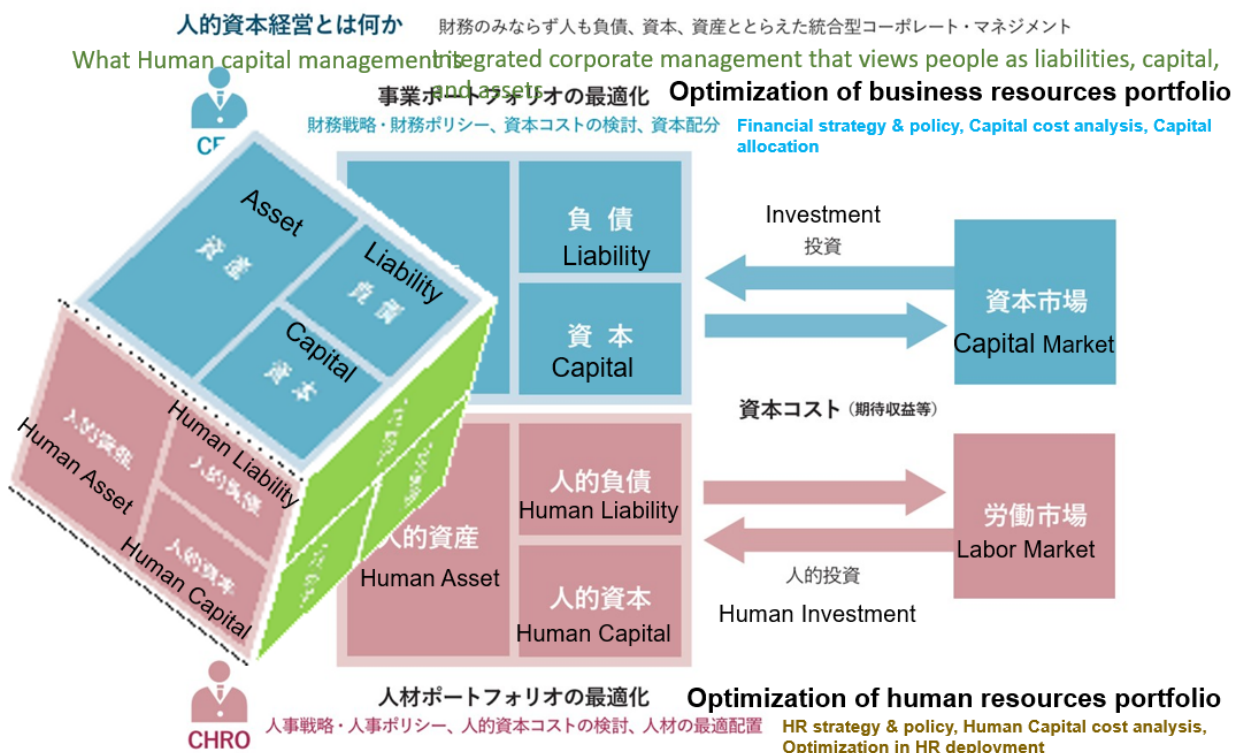 人的資本経営とは何か
財務のみならず人も負債、資本、資産ととらえた統合型コーポレート・マネジメント
What Human capital management is
Integrated corporate management that views people as liabilities, capital,
and assets
事業ポートフォリオの最適化
Optimization of business resources portfolio
財務戦略・財務ポリシー、資本コストの検討、資本配分
Financial strategy & policy, Capital cost analysis, Capital
allocation
Asset
資産
Liability
負債
Capital
資本
負債
Liability
資本
Capital
Investment
投資
資本市場
Capital Market
資本コスト(期待収益等)
人的資産
Human Asset
Human Liability
人的負債
人的資本
Human Capital
人的資産
Human Asset
人的負債
Human Liability
人的資本
Human Capital
労働市場
Labor Market
人的投資
Human Investment
CHRO
人材ポートフォリオの最適化
Optimization of human resources portfolio
人事戦略・人事ポリシー、人的資本コストの検討、人材の最適配置
HR strategy & policy, Human Capital cost analysis,
Optimization in HR deployment